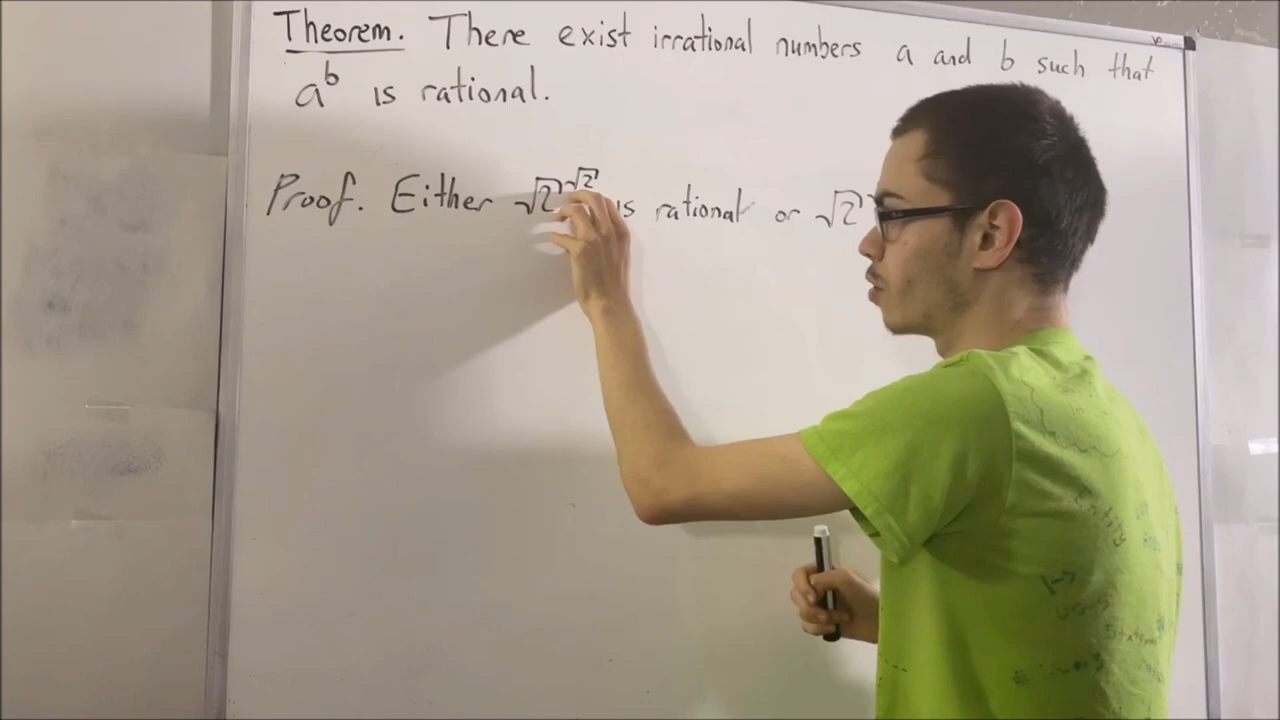 Theorem. There exist irrational numbers a and b such that
a^b is rational.
Proof. Either √2^√2 is rational or √2